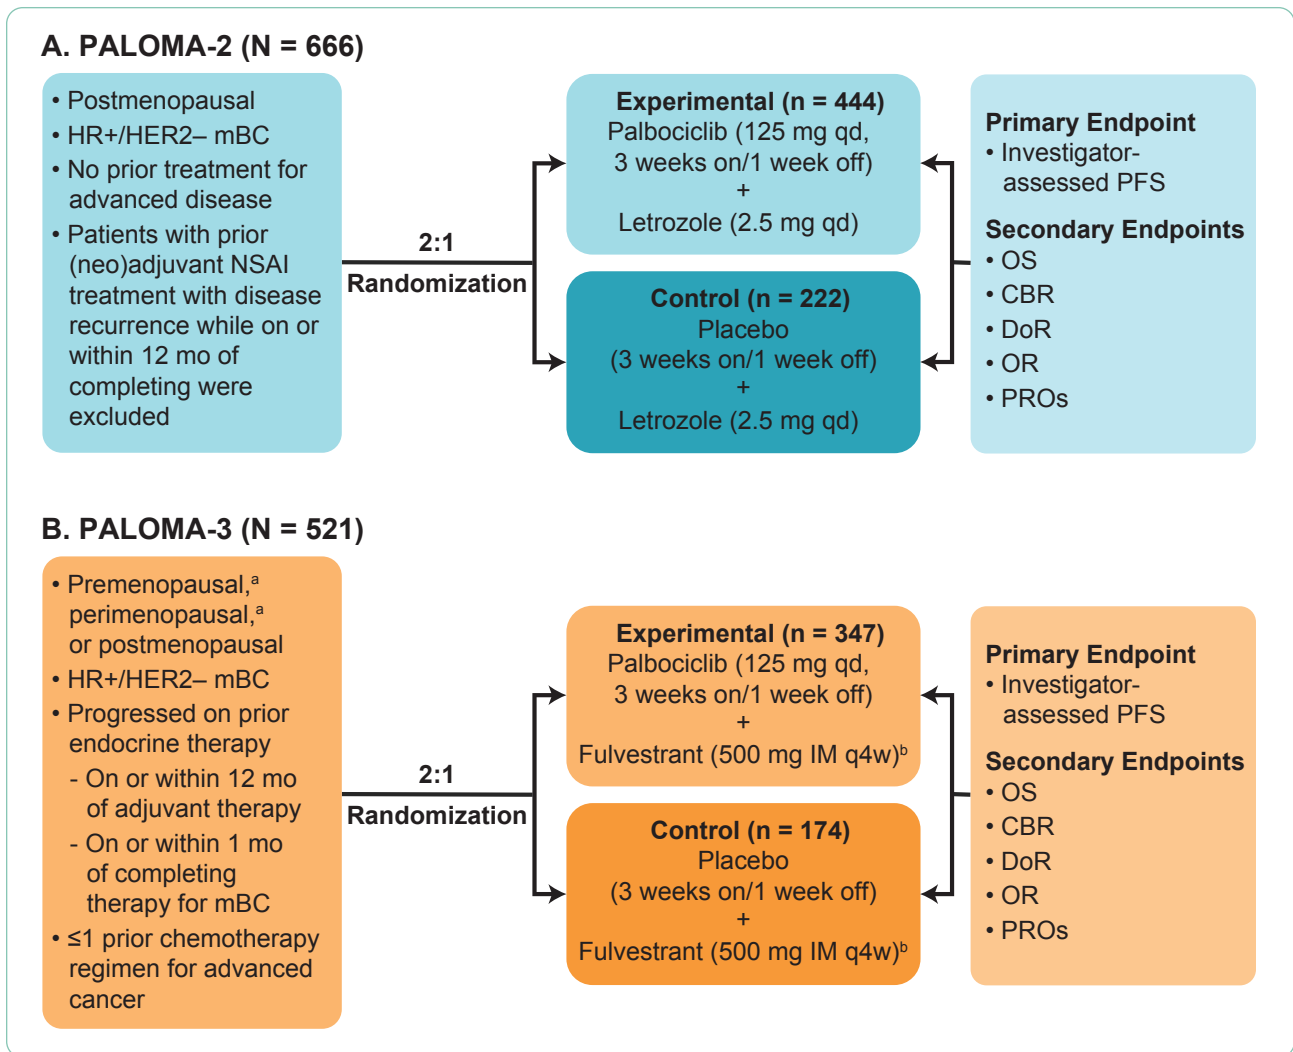 A. PALOMA-2 (N = 666)
• Postmenopausal
• HR+/HER2– mBC
• No prior treatment for
advanced disease
• Patients with prior
(neo)adjuvant NSAI
treatment with disease
recurrence while on or
within 12 mo of
completing were
excluded
2:1
Randomization
Experimental (n = 444)
Palbociclib (125 mg qd,
3 weeks on/1 week off)
+
Letrozole (2.5 mg qd)
Control (n = 222)
Placebo
(3 weeks on/1 week off)
+
Letrozole (2.5 mg qd)
Primary Endpoint
• Investigator-
assessed PFS
Secondary Endpoints
• OS
• CBR
• DoR
• OR
• PROs
B. PALOMA-3 (N = 521)
• Premenopausal,ᵃ
perimenopausal,ᵃ
or postmenopausal
• HR+/HER2– mBC
• Progressed on prior
endocrine therapy
- On or within 12 mo
of adjuvant therapy
- On or within 1 mo
of completing
therapy for mBC
• ≤1 prior chemotherapy
regimen for advanced
cancer
2:1
Randomization
Experimental (n = 347)
Palbociclib (125 mg qd,
3 weeks on/1 week off)
+
Fulvestrant (500 mg IM q4w)ᵇ
Control (n = 174)
Placebo
(3 weeks on/1 week off)
+
Fulvestrant (500 mg IM q4w)ᵇ
Primary Endpoint
• Investigator-
assessed PFS
Secondary Endpoints
• OS
• CBR
• DoR
• OR
• PROs